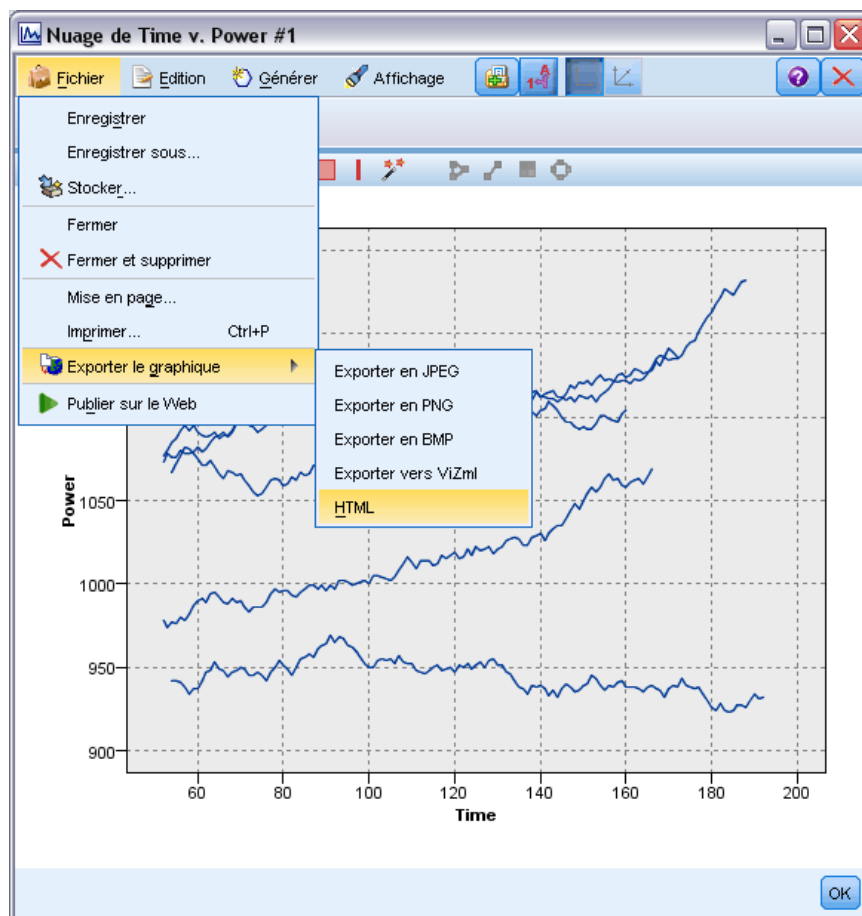 Nuage de Time v. Power #1
Fichier Edition Générer Affichage
Enregistrer
Enregistrer sous...
Stocker...
Fermer
Fermer et supprimer
Mise en page...
Imprimer... Ctrl+P
Exporter le graphique
Publier sur le Web
Exporter en JPEG
Exporter en PNG
Exporter en BMP
Exporter vers ViZml
HTML
Power
1050
1000
950
900
60 80 100 120 140 160 180 200
Time
OK